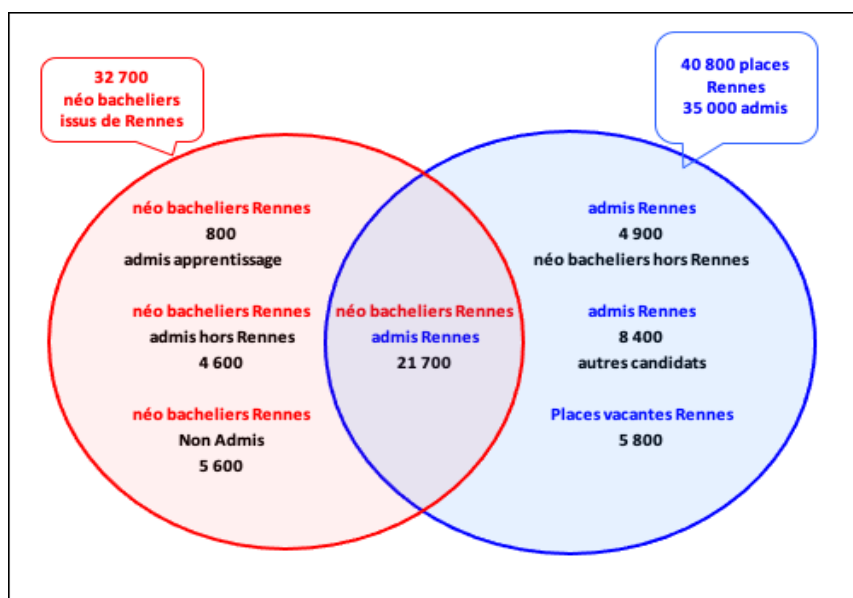 32 700
néo bacheliers
issus de Rennes
40 800 places
Rennes
35 000 admis
néo bacheliers Rennes
800
admis apprentissage
néo bacheliers Rennes
admis hors Rennes
4 600
néo bacheliers Rennes
Non Admis
5 600
néo bacheliers Rennes
admis Rennes
21 700
admis Rennes
4 900
néo bacheliers hors Rennes
admis Rennes
8 400
autres candidats
Places vacantes Rennes
5 800